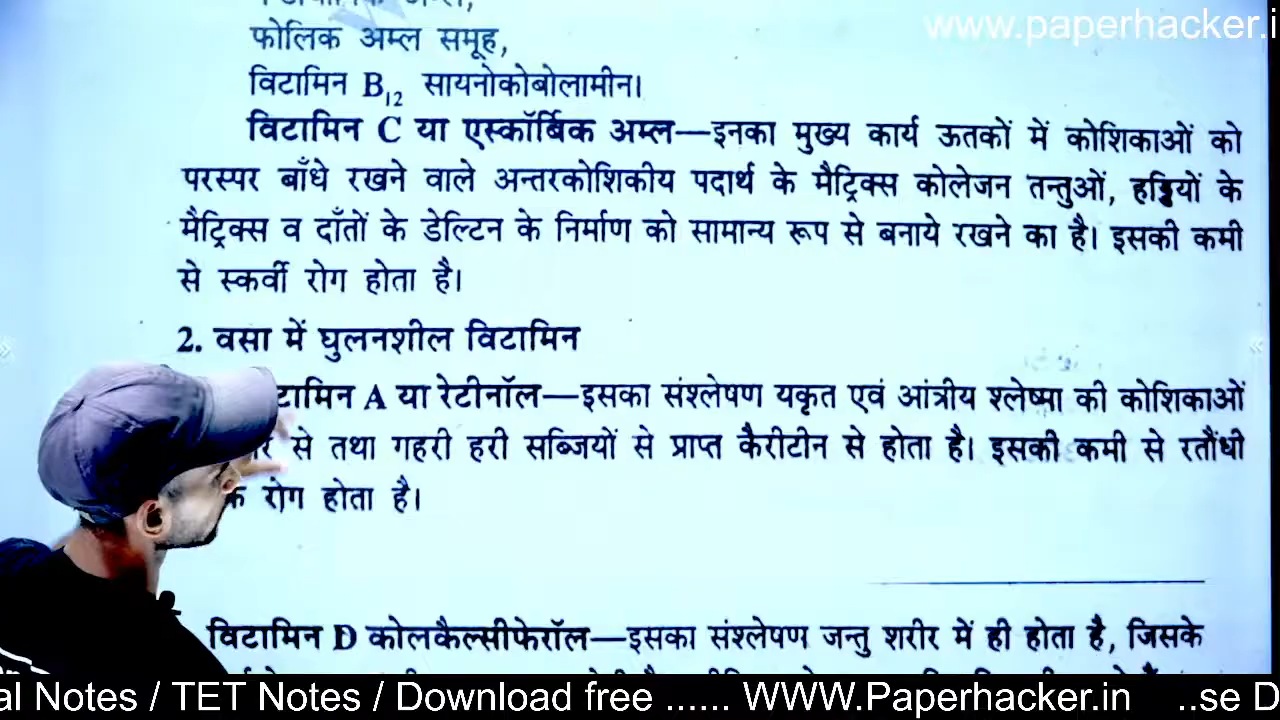 www.paperhacker.i
फोलिक अम्ल समूह,
विटामिन B12 सायनोकोबोलामीन।
विटामिन C या एस्कॉर्बिक अम्ल—इनका मुख्य कार्य ऊतकों में कोशिकाओं को
परस्पर बाँधे रखने वाले अन्तरकोशिकीय पदार्थ के मैट्रिक्स कोलेजन तन्तुओं, हड्डियों के
मैट्रिक्स व दाँतों के डेल्टिन के निर्माण को सामान्य रूप से बनाये रखने का है। इसकी कमी
से स्कर्वी रोग होता है।
2. वसा में घुलनशील विटामिन
टामिन A या रेटीनॉल—इसका संश्लेषण यकृत एवं आंत्रीय श्लेष्मा की कोशिकाओं
से तथा गहरी हरी सब्जियों से प्राप्त कैरीटीन से होता है। इसकी कमी से रतौंधी
रोग होता है।
विटामिन D कोलकैल्सीफेरॉल—इसका संश्लेषण जन्तु शरीर में ही होता है, जिसके
al Notes / TET Notes / Download free ...... WWW.Paperhacker.in ..se D